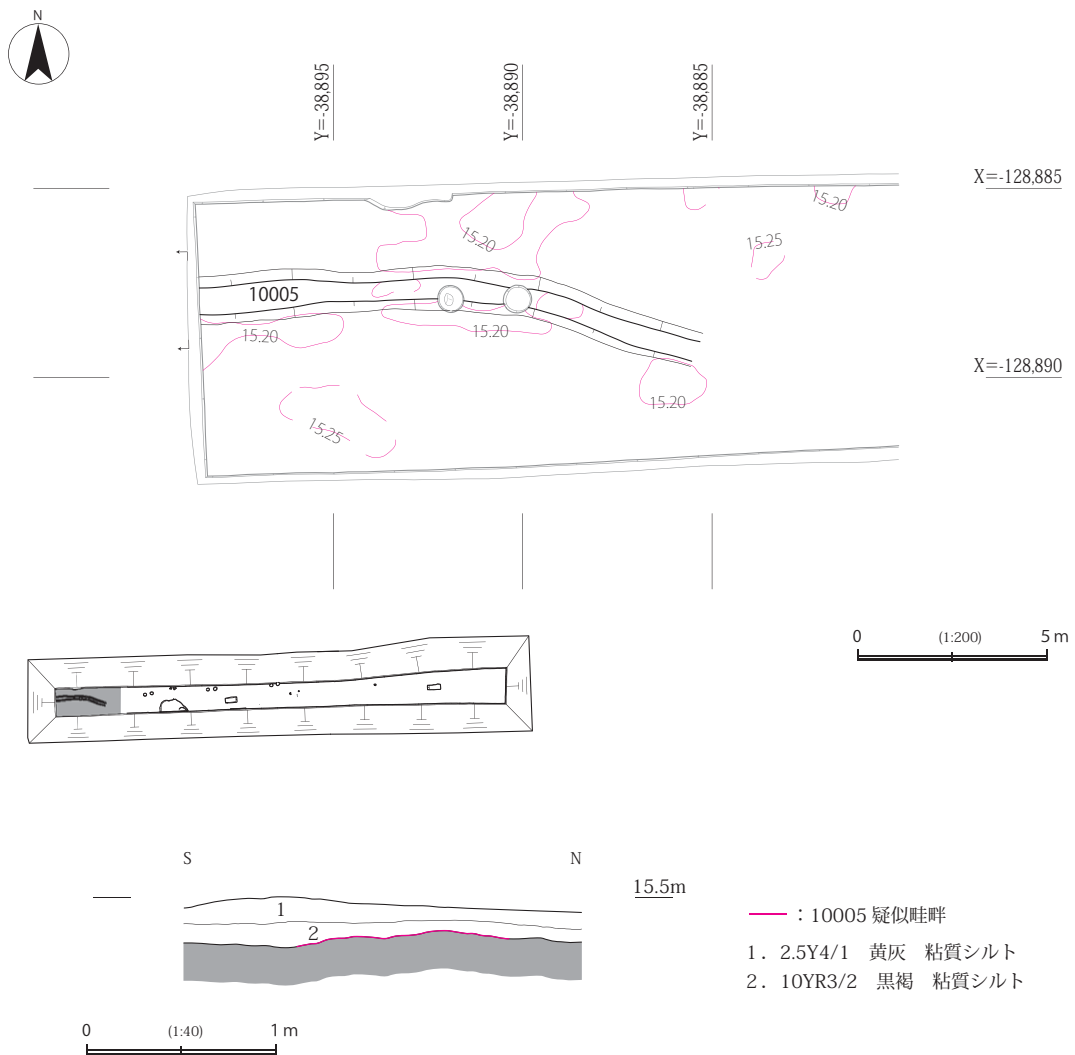 N
Y=-38,895
Y=-38,890
Y=-38,885
X=-128,885
15.20
15.20
15.25
10005
15.20
15.20
X=-128,890
15.20
15.25
0 (1:200) 5 m
S N
15.5m
1
2
：10005 疑似畦畔
1．2.5Y4/1 黄灰 粘質シルト
2．10YR3/2 黒褐 粘質シルト
0 (1:40) 1 m